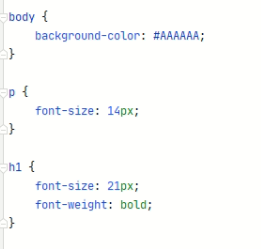 body {
    background-color: #AAAAAA;
}

p {
    font-size: 14px;
}

h1 {
    font-size: 21px;
    font-weight: bold;
}